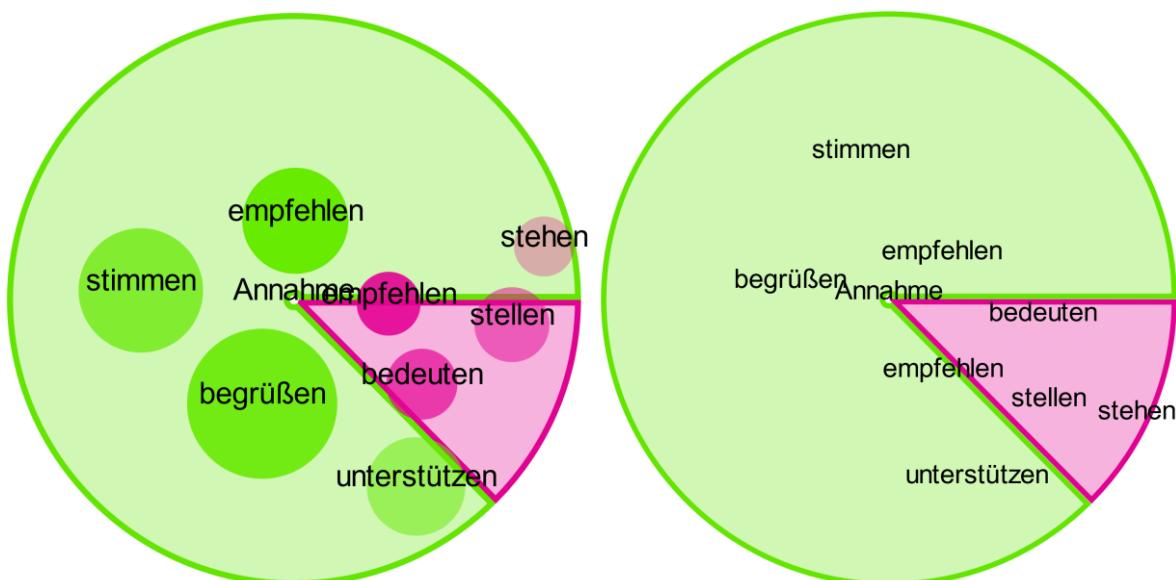 empfehlen
stehen
stimmen
Annahme
empfehlen
stellen
bedeuten
begrüßen
unterstützen
stimmen
empfehlen
begrüßen
Annahme
bedeuten
empfehlen
stellen
stehen
unterstützen